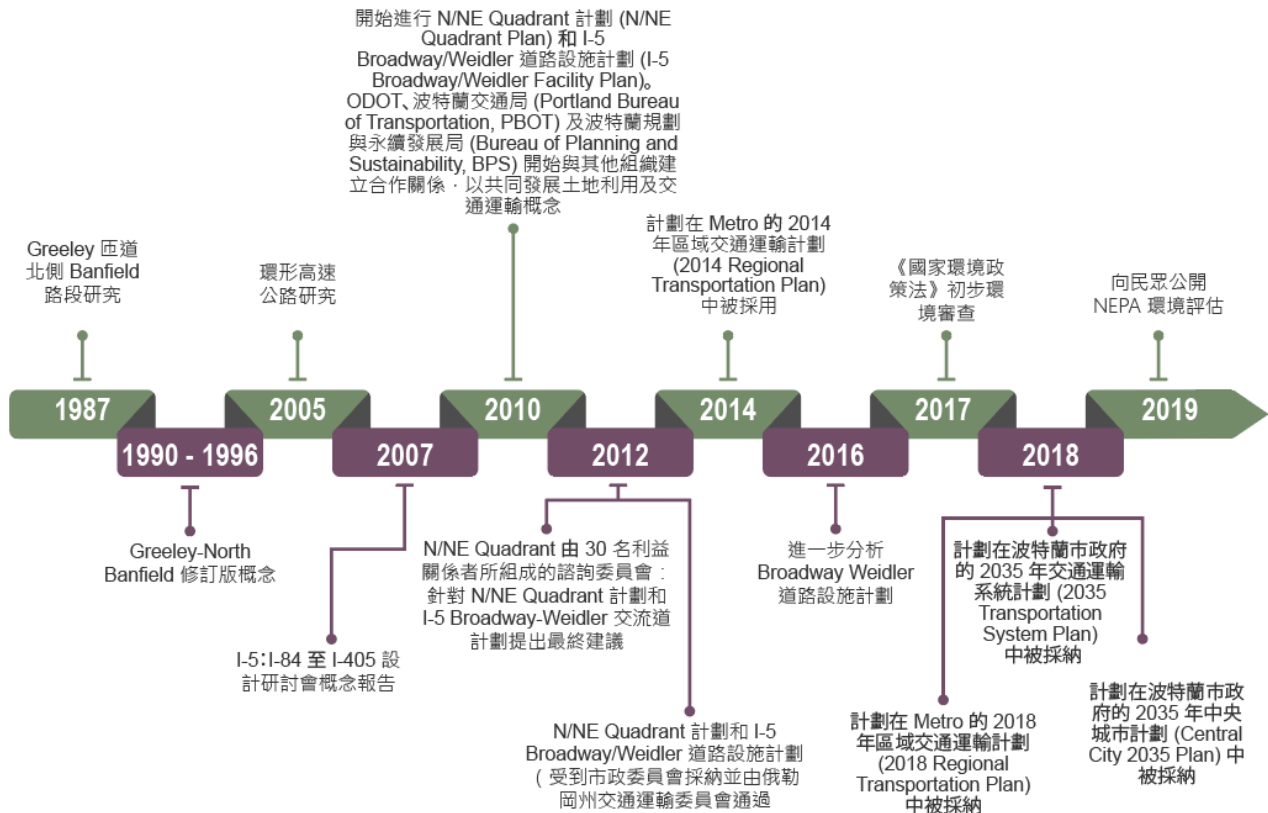 開始進行 N/NE Quadrant 計劃 (N/NE
Quadrant Plan) 和 I-5
Broadway/Weidler 道路設施計劃 (I-5
Broadway/Weidler Facility Plan)。
ODOT、波特蘭交通局 (Portland Bureau
of Transportation, PBOT) 及波特蘭規劃
與永續發展局 (Bureau of Planning and
Sustainability, BPS) 開始與其他組織建
立合作關係，以共同發展土地利用及交
通運輸概念
Greeley 匝道
北側 Banfield
路段研究
環形高速
公路研究
計劃在 Metro 的 2014
年區域交通運輸計劃
(2014 Regional
Transportation Plan)
中被採用
《國家環境政
策法》初步環
境審查
向民眾公開
NEPA 環境評估
1987
2005
2010
2014
2017
2019
1990 - 1996
2007
2012
2016
2018
Greeley-North
Banfield 修訂版概念
I-5：I-84 至 I-405 設
計研討會概念報告
N/NE Quadrant 由 30 名利益
關係者所組成的諮詢委員會：
針對 N/NE Quadrant 計劃和
I-5 Broadway-Weidler 交流道
計劃提出最終建議
N/NE Quadrant 計劃和 I-5
Broadway/Weidler 道路設施計劃
（受到市政委員會採納並由俄勒
岡州交通運輸委員會通過
進一步分析
Broadway Weidler
道路設施計劃
計劃在 Metro 的 2018
年區域交通運輸計劃
(2018 Regional
Transportation Plan)
中被採納
計劃在波特蘭市政府
的 2035 年交通運輸
系統計劃 (2035
Transportation
System Plan)
中被採納
計劃在波特蘭市政
府的 2035 年中央
城市計劃 (Central
City 2035 Plan) 中
被採納